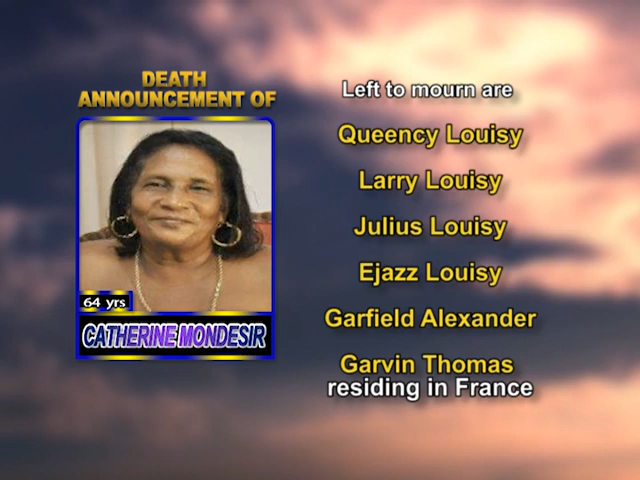 DEATH
ANNOUNCEMENT OF
64 yrs
CATHERINE MONDESIR
Left to mourn are
Queency Louisy
Larry Louisy
Julius Louisy
Ejazz Louisy
Garfield Alexander
Garvin Thomas
residing in France